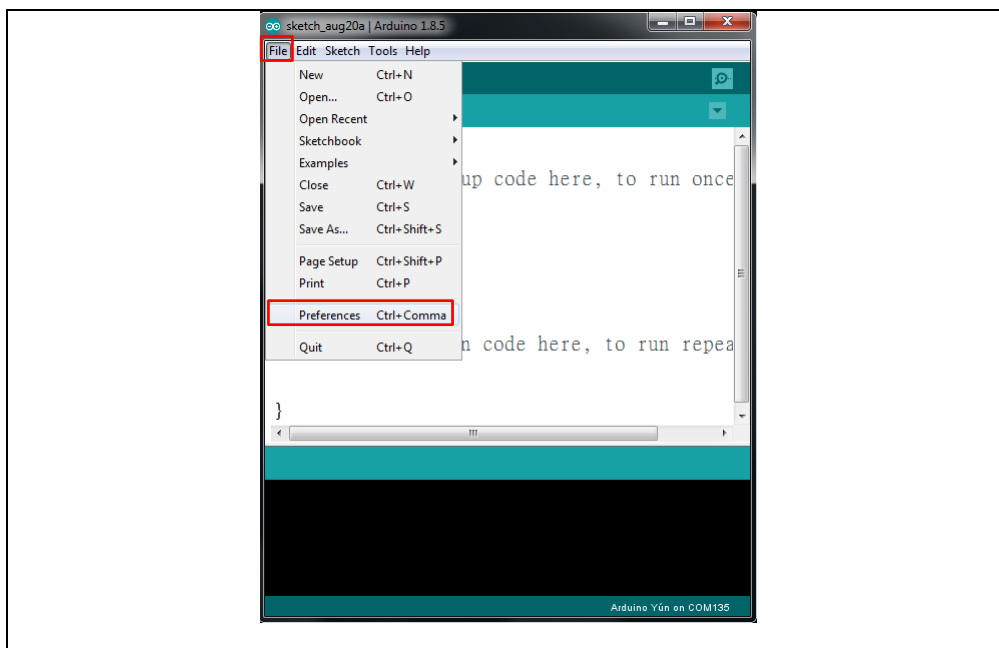 sketch_aug20a | Arduino 1.8.5
File Edit Sketch Tools Help
New Ctrl+N
Open... Ctrl+O
Open Recent
Sketchbook
Examples
Close Ctrl+W
up code here, to run once
Save Ctrl+S
Save As... Ctrl+Shift+S
Page Setup Ctrl+Shift+P
Print Ctrl+P
Preferences Ctrl+Comma
Quit Ctrl+Q
n code here, to run repea
}
Arduino Yún on COM135